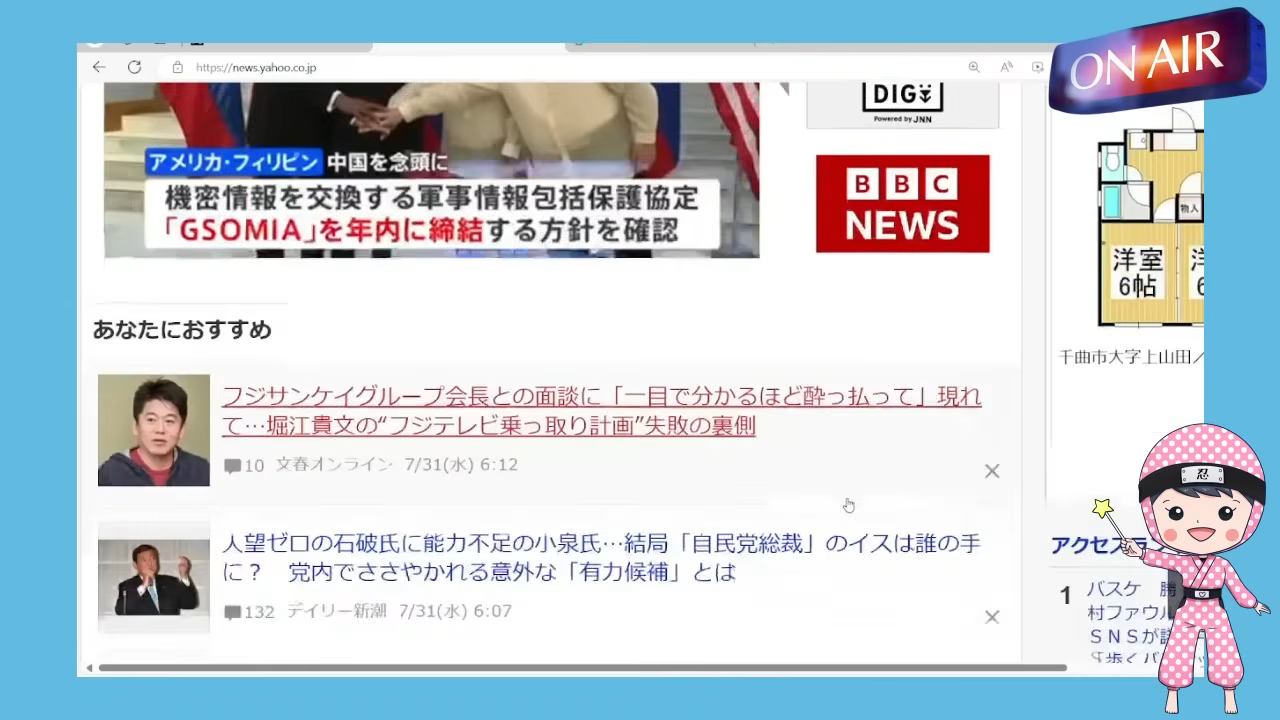 ON AIR
https://news.yahoo.co.jp
DIG
Powered by JNN
アメリカ・フィリピン 中国を念頭に
機密情報を交換する軍事情報包括保護協定
「GSOMIA」を年内に締結する方針を確認
BBC
NEWS
物入
洋室
6帖
千曲市大字上山田／
あなたにおすすめ
フジサンケイグループ会長との面談に「一目で分かるほど酔っ払って」現れ
て…堀江貴文の“フジテレビ乗っ取り計画”失敗の裏側
10 文春オンライン 7/31(水) 6:12
人望ゼロの石破氏に能力不足の小泉氏…結局「自民党総裁」のイスは誰の手
に？　党内でささやかれる意外な「有力候補」とは
132 デイリー新潮 7/31(水) 6:07
忍
アクセスラ
1
バスケ 勝
村ファウル
ＳＮＳが